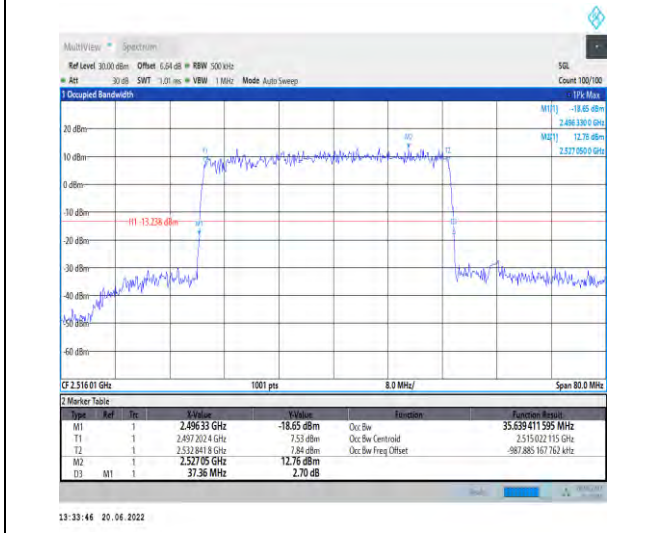 MultiView Spectrum
Ref Level 30.00 dBm Offset 6.64 dB RBW 500 kHz SGL
Att 30 dB SWT 1.01 ms VBW 1 MHz Mode Auto Sweep Count 100/100
1 Occupied Bandwidth 1Pk Max
M1[1] -18.65 dBm
2.496 330 0 GHz
M2[1] 12.76 dBm
2.527 050 0 GHz
20 dBm
T1 M2 T2
10 dBm
0 dBm
-10 dBm
H1 -13.238 dBm M1 D3
-20 dBm
-30 dBm
-40 dBm
-50 dBm
-60 dBm
CF 2.516 01 GHz 1001 pts 8.0 MHz/ Span 80.0 MHz
2 Marker Table
Type Ref Trc X-Value Y-Value Function Function Result
M1 1 2.496 33 GHz -18.65 dBm Occ Bw 35.639 411 595 MHz
T1 1 2.497 202 4 GHz 7.53 dBm Occ Bw Centroid 2.515 022 115 GHz
T2 1 2.532 841 8 GHz 7.84 dBm Occ Bw Freq Offset -987.885 167 762 kHz
M2 1 2.527 05 GHz 12.76 dBm
D3 M1 1 37.36 MHz 2.70 dB
13:33:46 20.06.2022